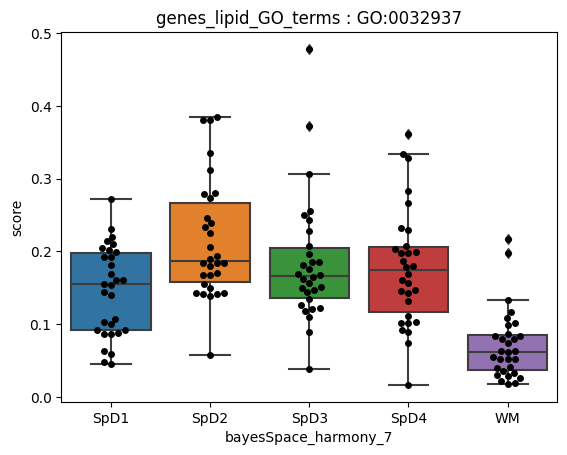 genes_lipid_GO_terms : GO:0032937
0.5
0.4
0.3
0.2
0.1
0.0
score
SpD1 SpD2 SpD3 SpD4 WM
bayesSpace_harmony_7